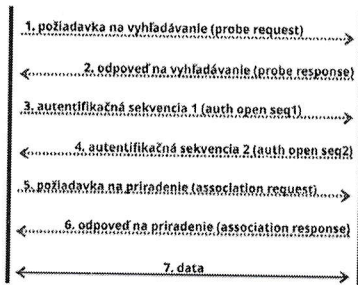 1. požiadavka na vyhľadávanie (probe request)
2. odpoveď na vyhľadávanie (probe response)
3. autentifikačná sekvencia 1 (auth open seq1)
4. autentifikačná sekvencia 2 (auth open seq2)
5. požiadavka na priradenie (association request)
6. odpoveď na priradenie (association response)
7. data